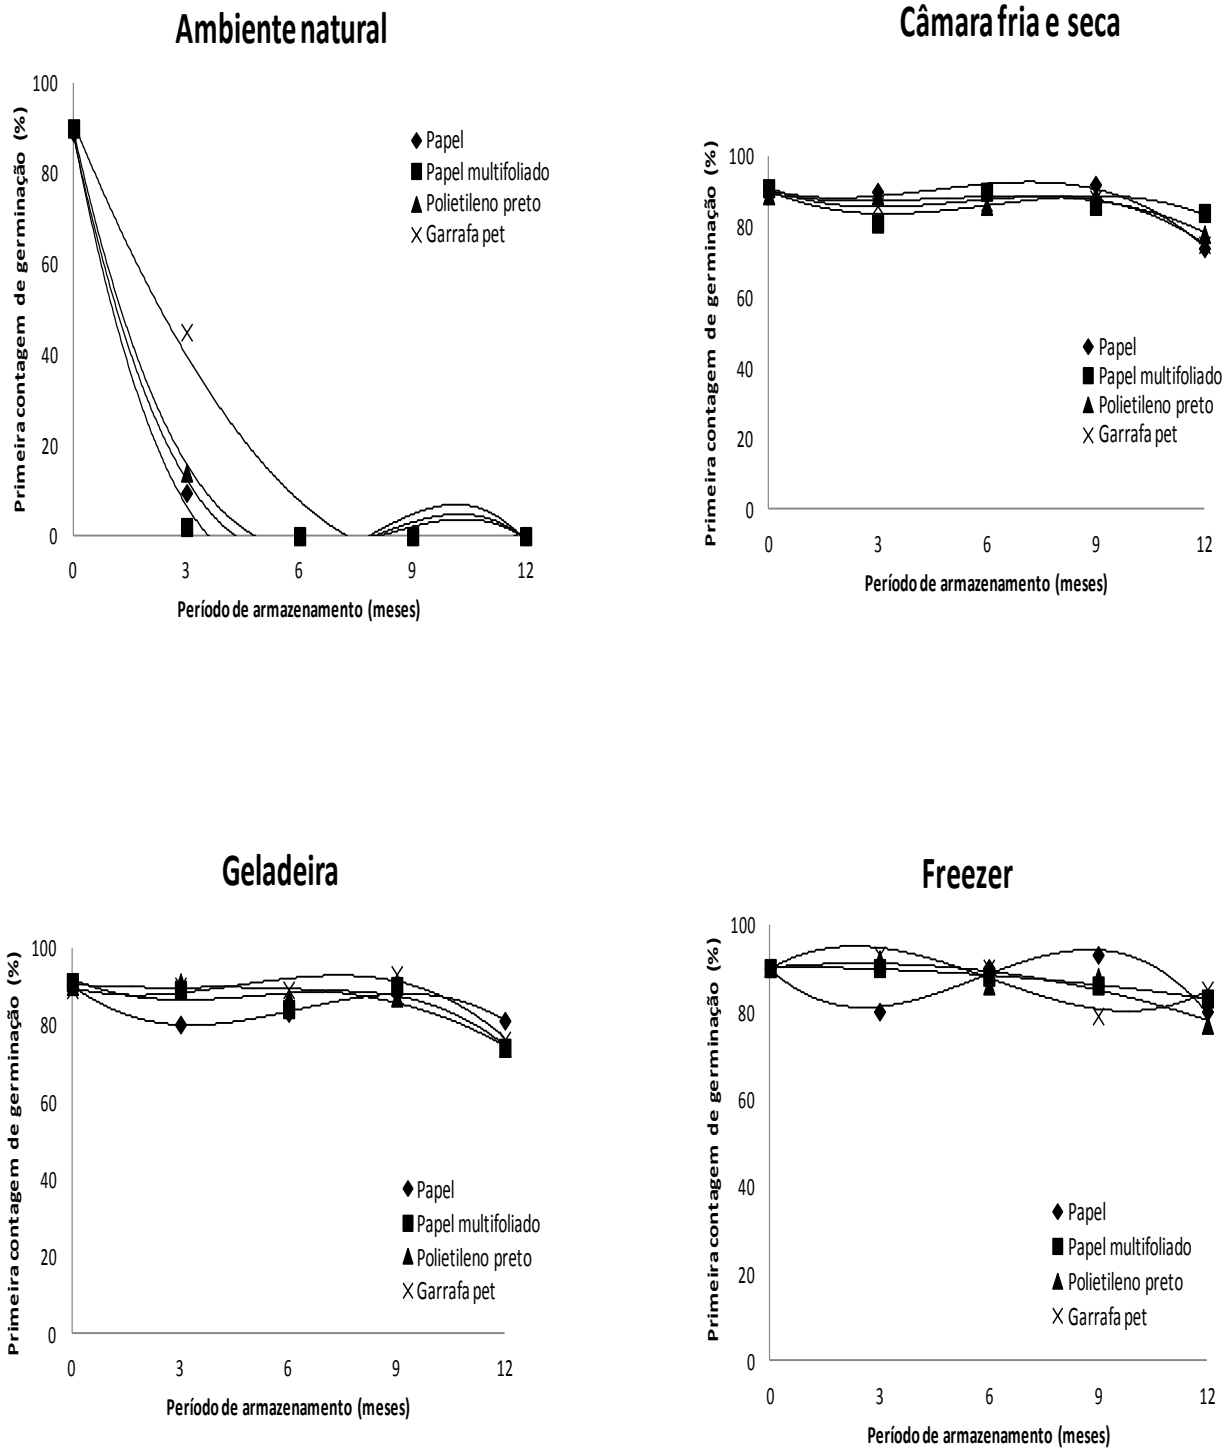 Ambiente natural
Primeira contagem de germinação (%)
100
80
60
40
20
0
Papel
Papel multifoliado
Polietileno preto
Garrafa pet
0 3 6 9 12
Período de armazenamento (meses)
Câmara fria e seca
Primeira contagem de germinação (%)
100
80
60
40
20
0
Papel
Papel multifoliado
Polietileno preto
Garrafa pet
0 3 6 9 12
Período de armazenamento (meses)
Geladeira
Primeira contagem de germinação (%)
100
80
60
40
20
0
Papel
Papel multifoliado
Polietileno preto
Garrafa pet
0 3 6 9 12
Período de armazenamento (meses)
Freezer
Primeira contagem de germinação (%)
100
80
60
40
20
0
Papel
Papel multifoliado
Polietileno preto
Garrafa pet
0 3 6 9 12
Período de armazenamento (meses)